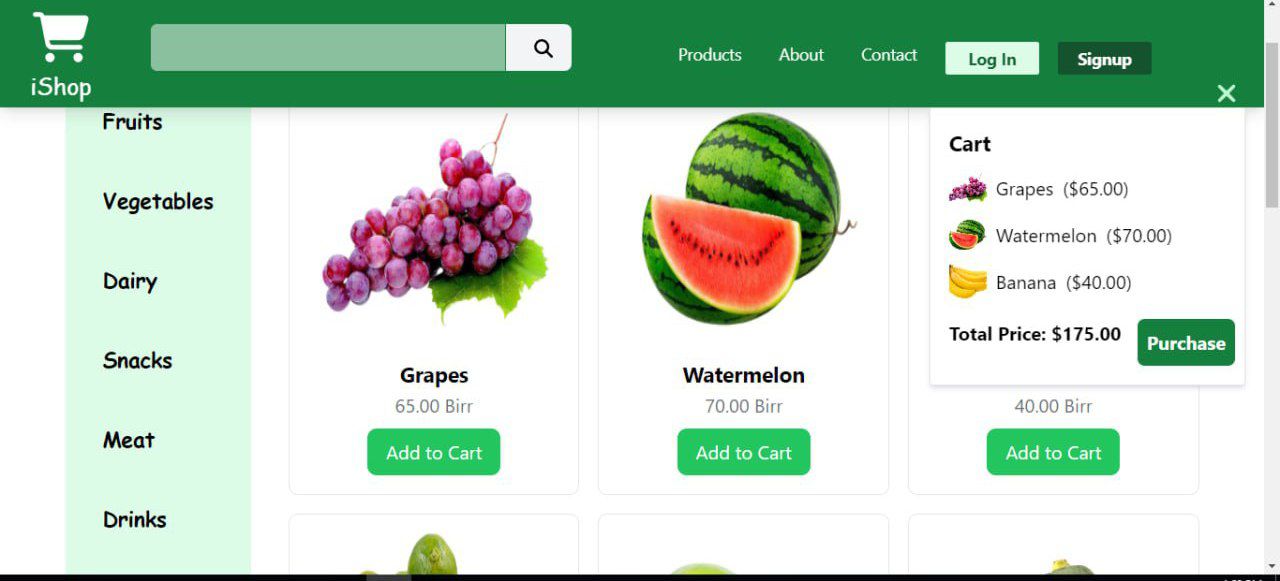 iShop
Products
About
Contact
Log In
Signup
Fruits
Vegetables
Dairy
Snacks
Meat
Drinks
Grapes
65.00 Birr
Add to Cart
Watermelon
70.00 Birr
Add to Cart
40.00 Birr
Add to Cart
Cart
Grapes ($65.00)
Watermelon ($70.00)
Banana ($40.00)
Total Price: $175.00
Purchase